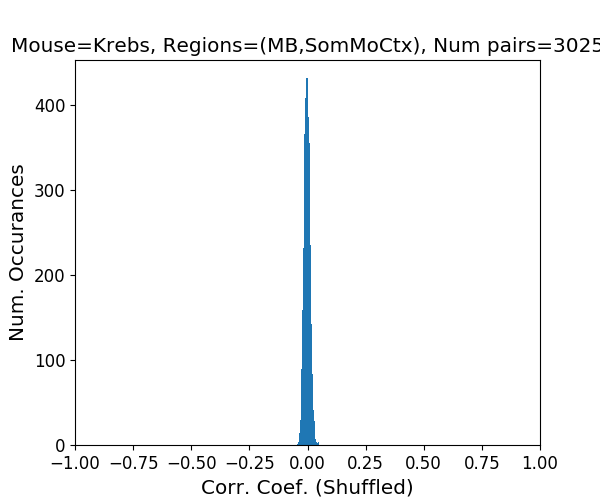 Mouse=Krebs, Regions=(MB,SomMoCtx), Num pairs=3025
Num. Occurances
400
300
200
100
0
−1.00 −0.75 −0.50 −0.25 0.00 0.25 0.50 0.75 1.00
Corr. Coef. (Shuffled)